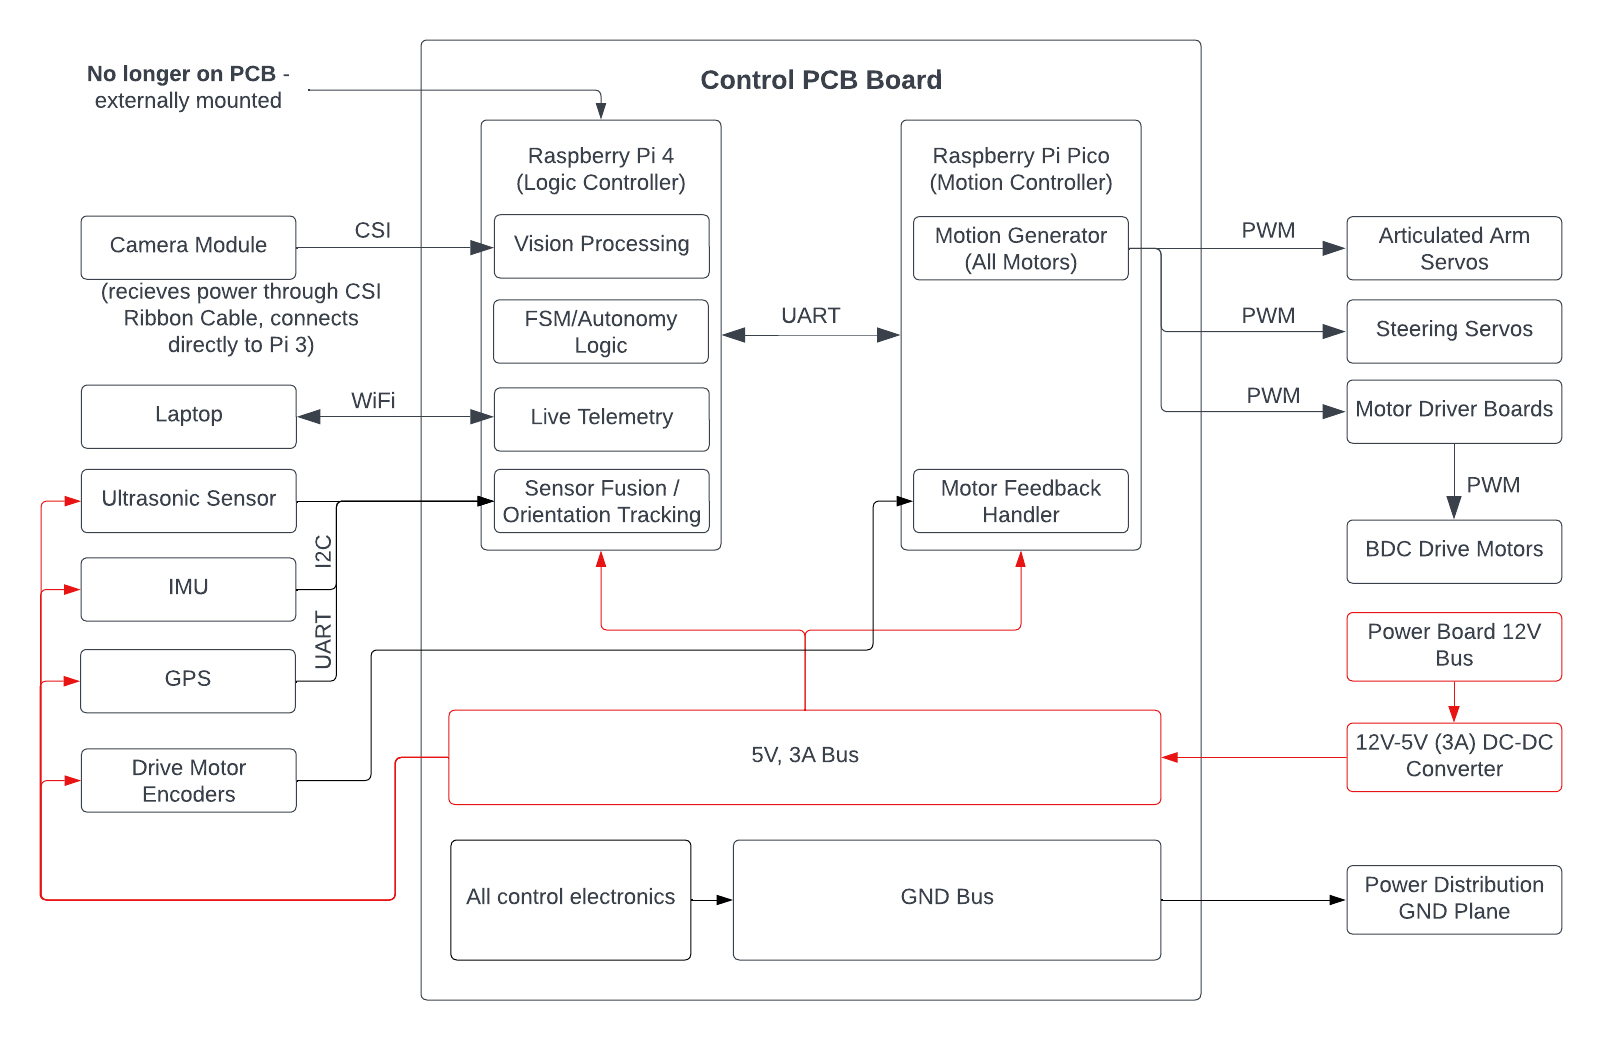 No longer on PCB -
externally mounted
Control PCB Board
Raspberry Pi 4
(Logic Controller)
Raspberry Pi Pico
(Motion Controller)
Camera Module
CSI
Vision Processing
Motion Generator
(All Motors)
PWM
Articulated Arm
Servos
(recieves power through CSI
Ribbon Cable, connects
directly to Pi 3)
FSM/Autonomy
Logic
UART
PWM
Steering Servos
Laptop
WiFi
Live Telemetry
PWM
Motor Driver Boards
Ultrasonic Sensor
Sensor Fusion /
Orientation Tracking
Motor Feedback
Handler
PWM
I2C
BDC Drive Motors
IMU
UART
GPS
Power Board 12V
Bus
Drive Motor
Encoders
5V, 3A Bus
12V-5V (3A) DC-DC
Converter
All control electronics
GND Bus
Power Distribution
GND Plane